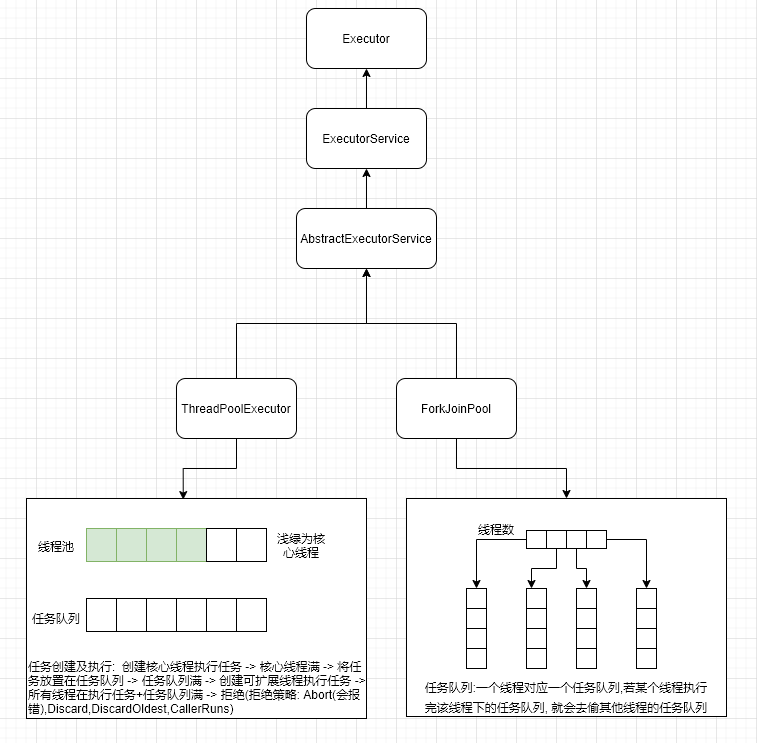 Executor
ExecutorService
AbstractExecutorService
ThreadPoolExecutor
ForkJoinPool
线程池
浅绿为核
心线程
任务队列
任务创建及执行: 创建核心线程执行任务 -> 核心线程满 -> 将任
务放置在任务队列 -> 任务队列满 -> 创建可扩展线程执行任务 ->
所有线程在执行任务+任务队列满 -> 拒绝(拒绝策略: Abort(会报
错),Discard,DiscardOldest,CallerRuns)
线程数
任务队列:一个线程对应一个任务队列,若某个线程执行
完该线程下的任务队列, 就会去偷其他线程的任务队列